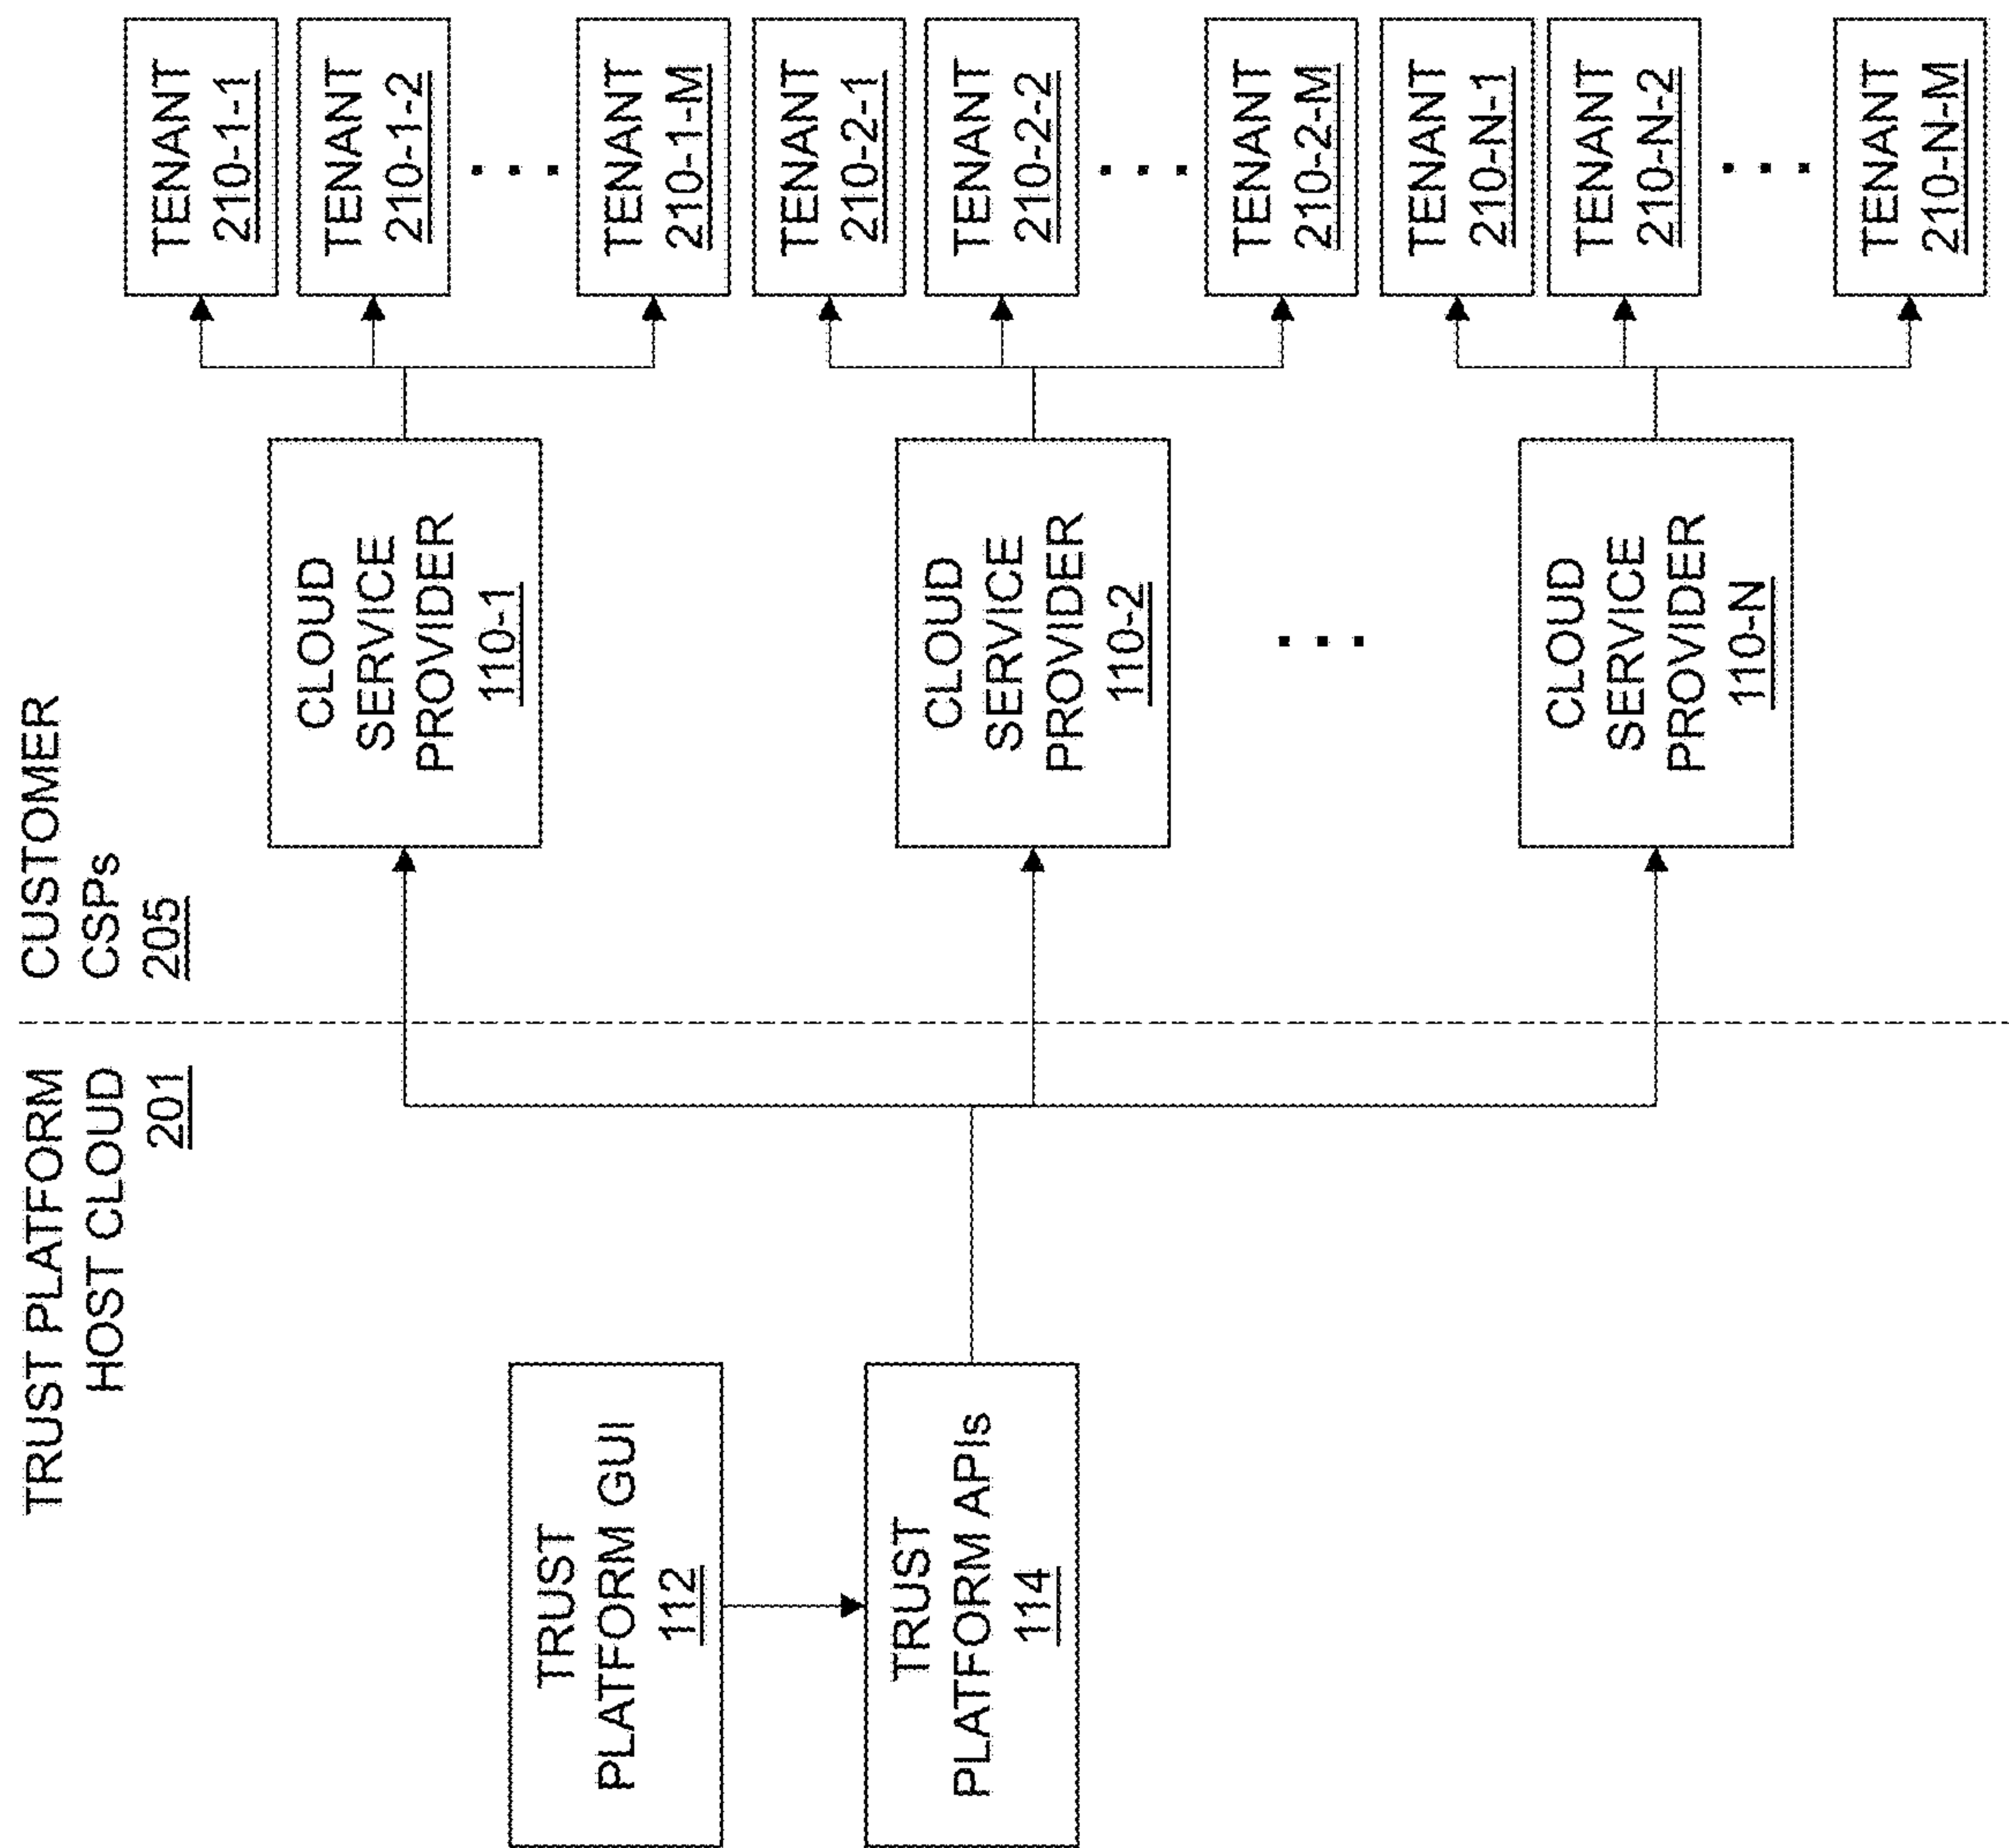 TRUST PLATFORM
HOST CLOUD
201
CUSTOMER
CSPs
205
TRUST
PLATFORM GUI
112
TRUST
PLATFORM APIs
114
CLOUD
SERVICE
PROVIDER
110-1
CLOUD
SERVICE
PROVIDER
110-2
. . .
CLOUD
SERVICE
PROVIDER
110-N
TENANT
210-1-1
TENANT
210-1-2
. . .
TENANT
210-1-M
TENANT
210-2-1
TENANT
210-2-2
. . .
TENANT
210-2-M
TENANT
210-N-1
TENANT
210-N-2
. . .
TENANT
210-N-M